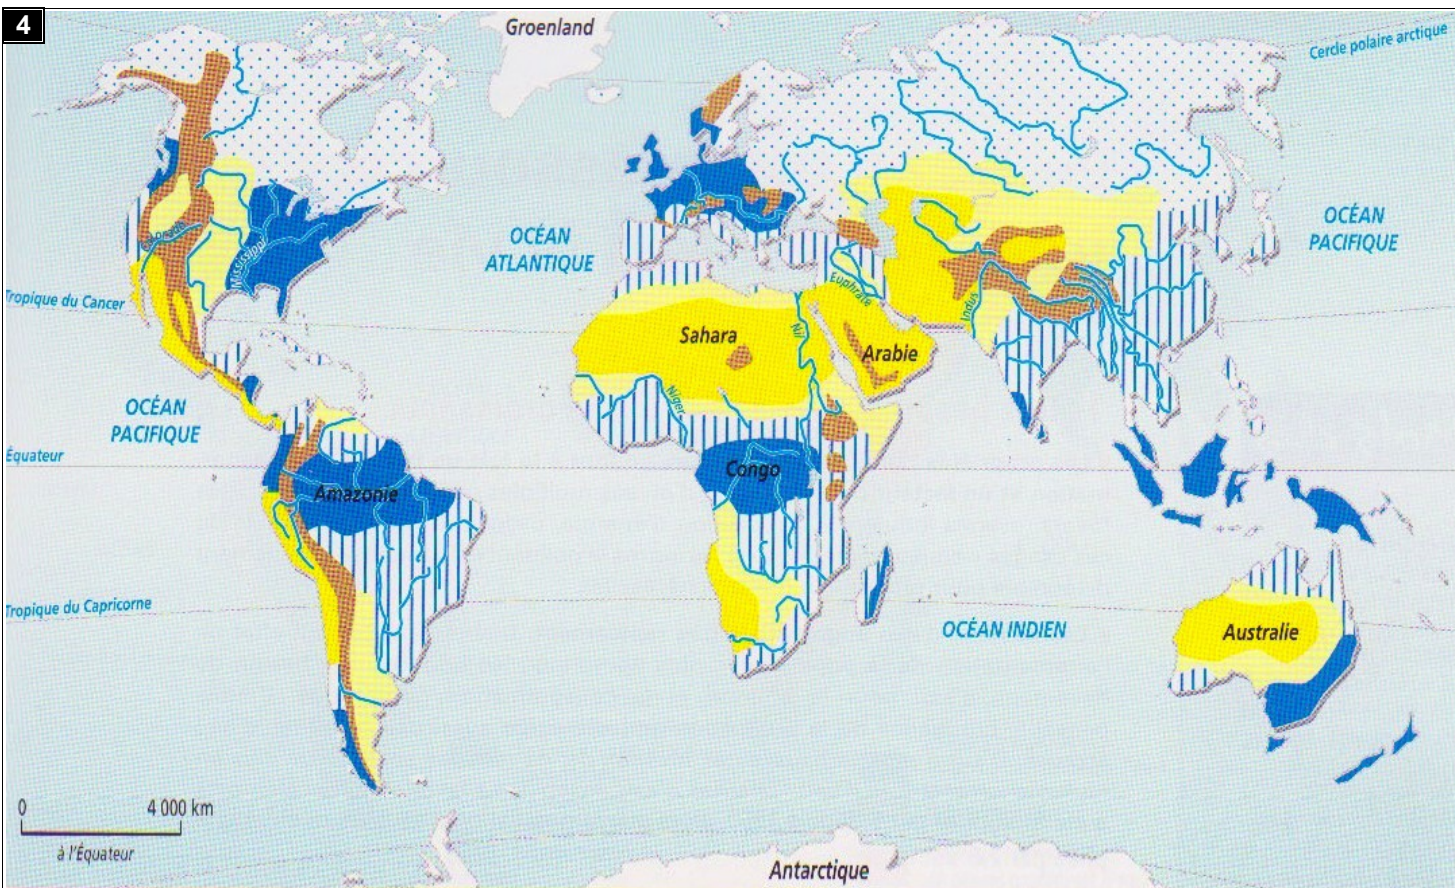 4
Groenland
Cercle polaire arctique
OCÉAN
ATLANTIQUE
OCÉAN
PACIFIQUE
Colorado
Mississippi
Tropique du Cancer
Euphrate
Indus
Nil
Sahara
Arabie
Niger
OCÉAN
PACIFIQUE
Équateur
Amazonie
Congo
Tropique du Capricorne
OCÉAN INDIEN
Australie
0 4 000 km
à l'Équateur
Antarctique